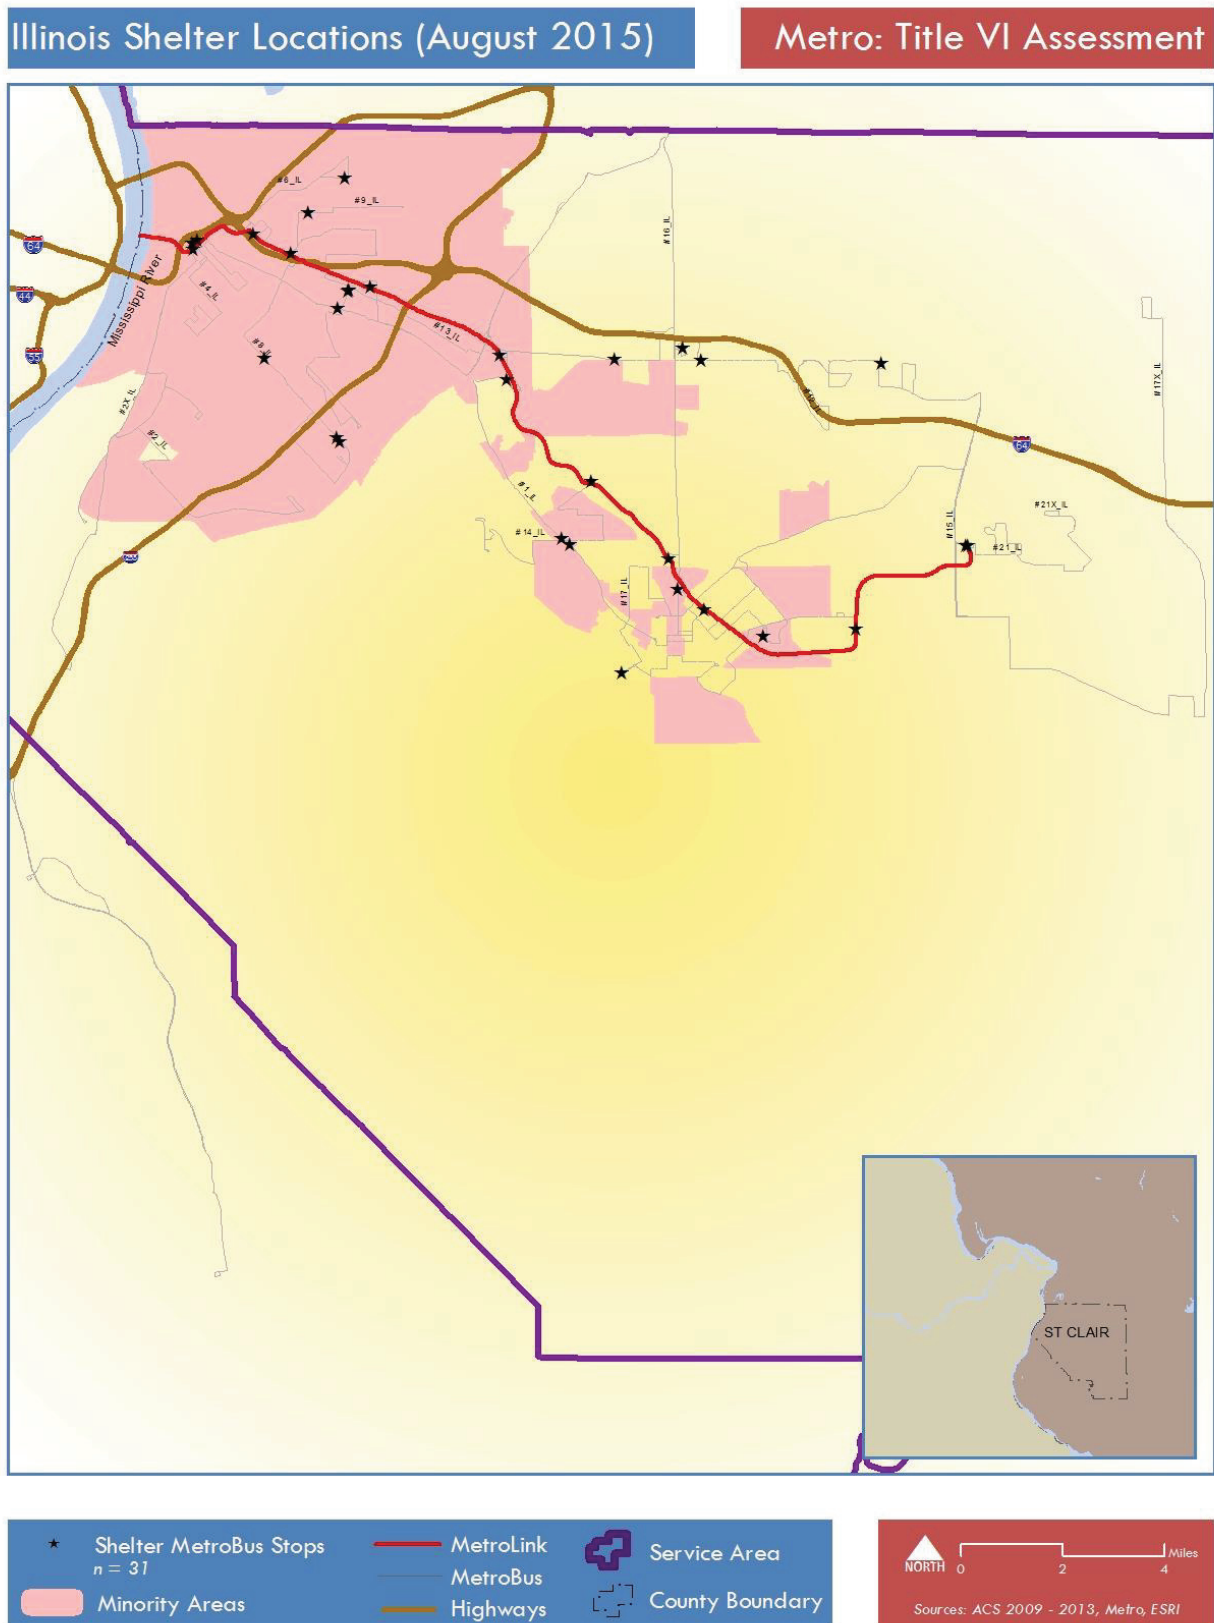 Illinois Shelter Locations (August 2015)
Metro: Title VI Assessment
#6_IL
#9_IL
#16_IL
64
Mississippi River
#4_IL
44
#13_IL
55
#8_IL
#17X_IL
#2X_IL
#2_IL
64
#1_IL
#21X_IL
#14_IL
#15_IL
#21_IL
#17_IL
ST CLAIR
Shelter MetroBus Stops
n = 31
Minority Areas
MetroLink
MetroBus
Highways
Service Area
County Boundary
NORTH
0 2 4
Miles
Sources: ACS 2009 - 2013, Metro, ESRI